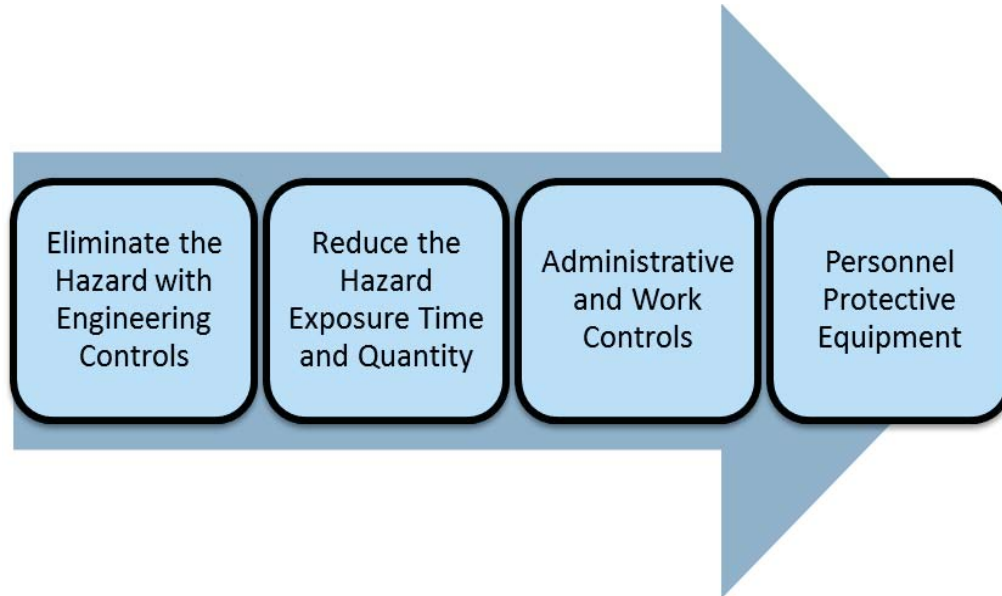 Eliminate the
Hazard with
Engineering
Controls
Reduce the
Hazard
Exposure Time
and Quantity
Administrative
and Work
Controls
Personnel
Protective
Equipment